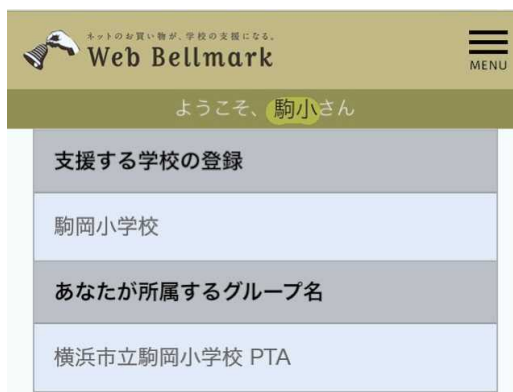 ネットのお買い物が、学校の支援になる。
Web Bellmark
MENU
ようこそ、駒小さん
支援する学校の登録
駒岡小学校
あなたが所属するグループ名
横浜市立駒岡小学校 PTA